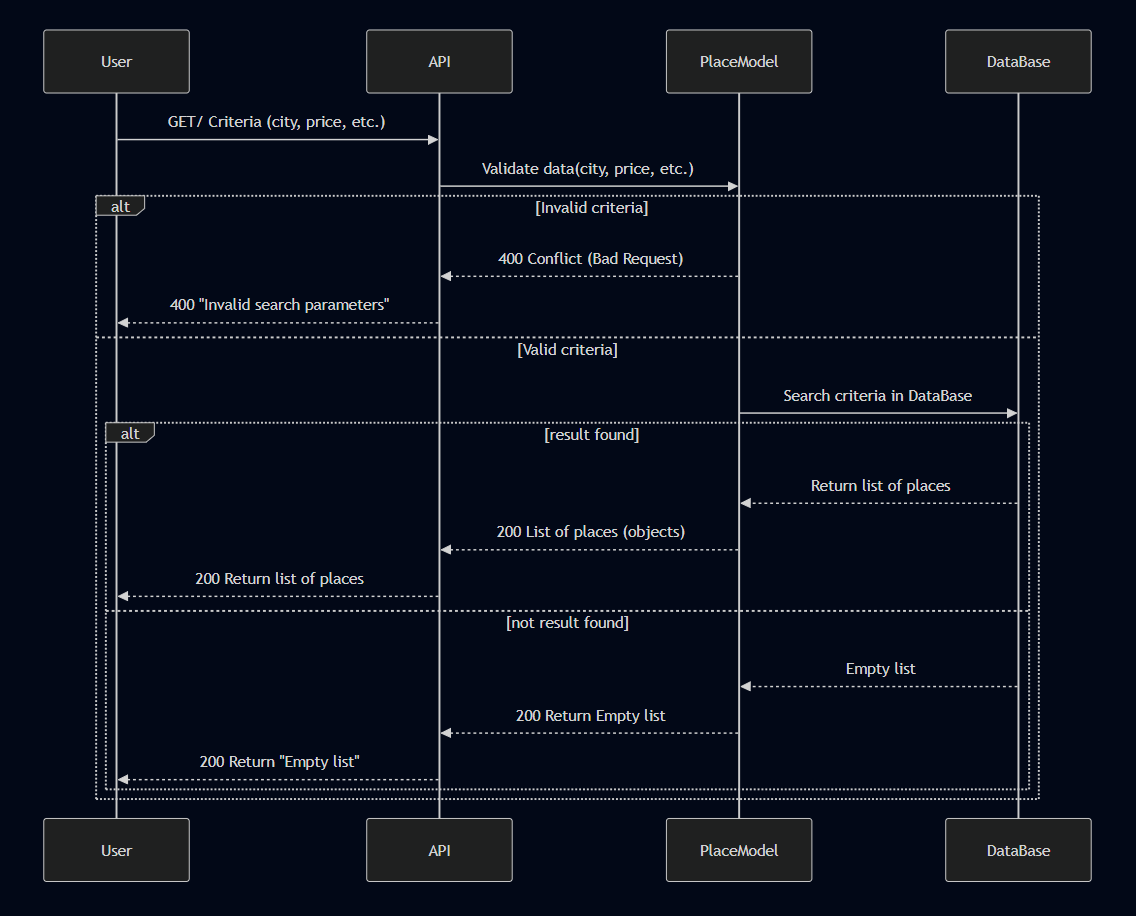 User
API
PlaceModel
DataBase
GET/ Criteria (city, price, etc.)
Validate data(city, price, etc.)
alt
[Invalid criteria]
400 Conflict (Bad Request)
400 "Invalid search parameters"
[Valid criteria]
Search criteria in DataBase
alt
[result found]
Return list of places
200 List of places (objects)
200 Return list of places
[not result found]
Empty list
200 Return Empty list
200 Return "Empty list"
User
API
PlaceModel
DataBase